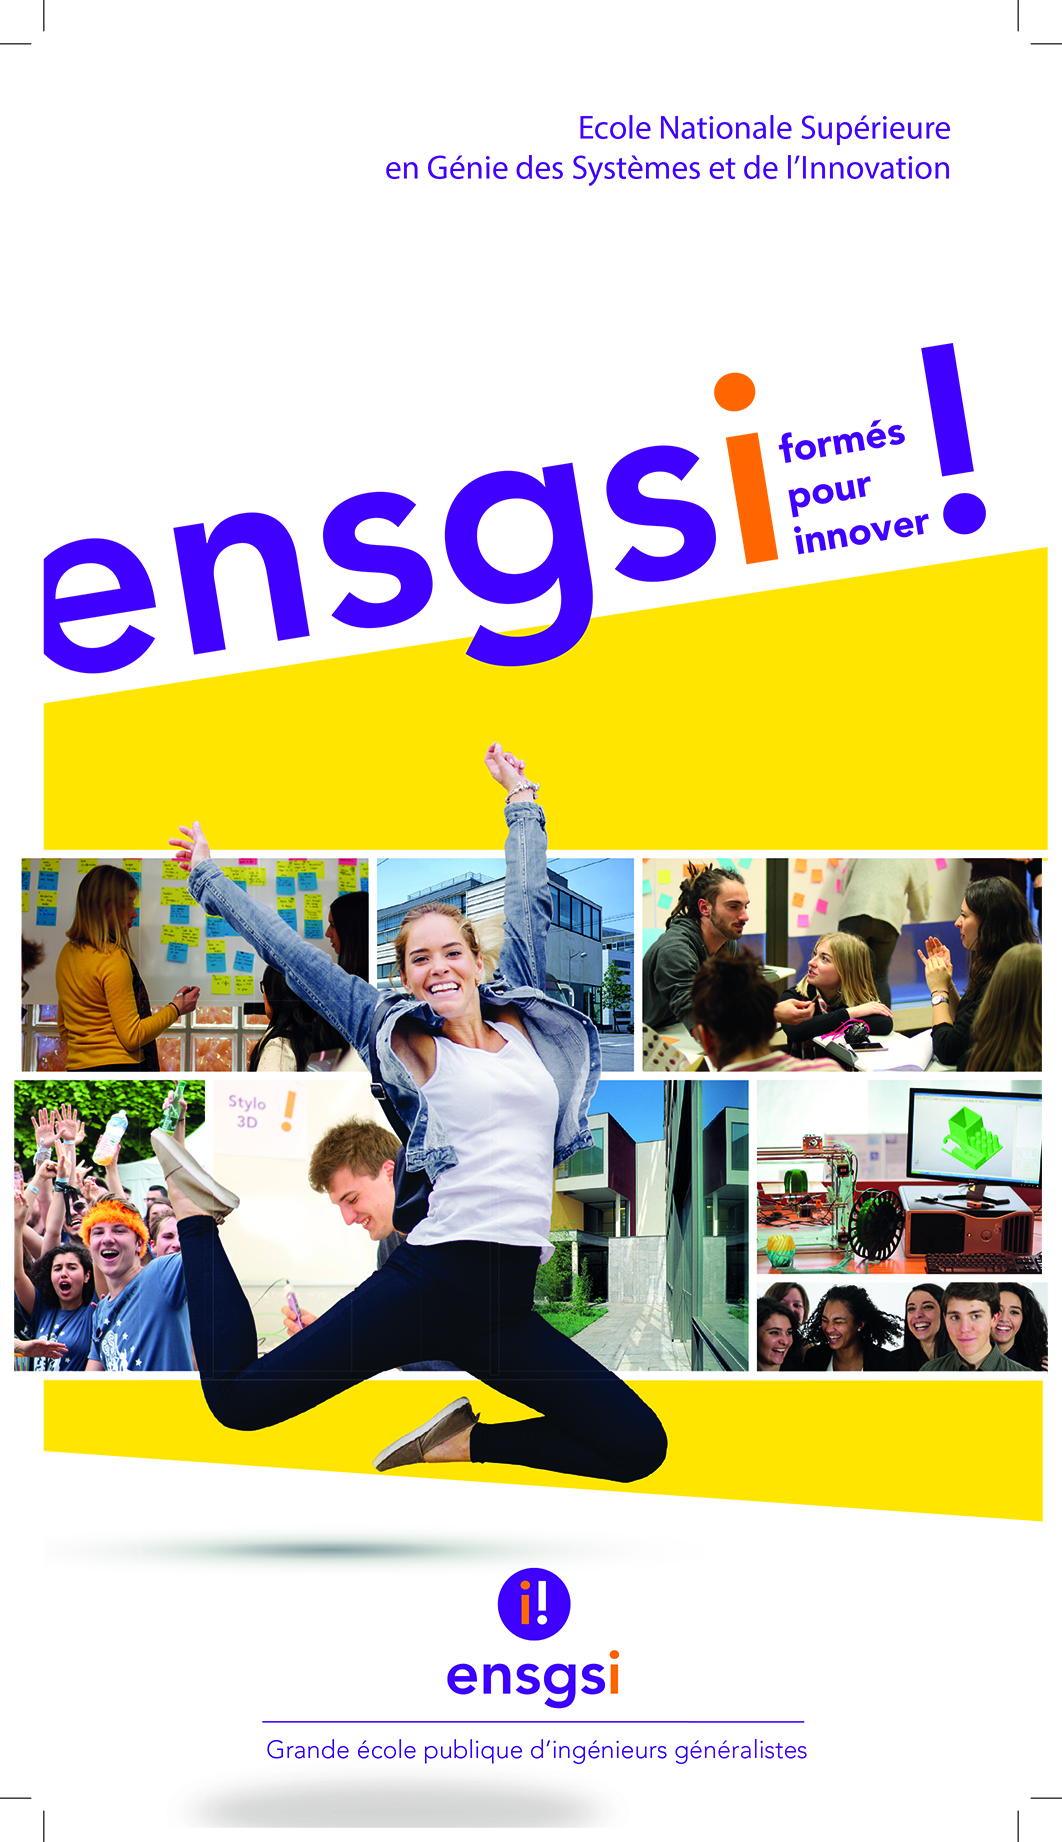 Ecole Nationale Supérieure
en Génie des Systèmes et de l’Innovation
ensgsi!
formés
pour
innover
Stylo
3D !
i!
ensgsi
Grande école publique d’ingénieurs généralistes